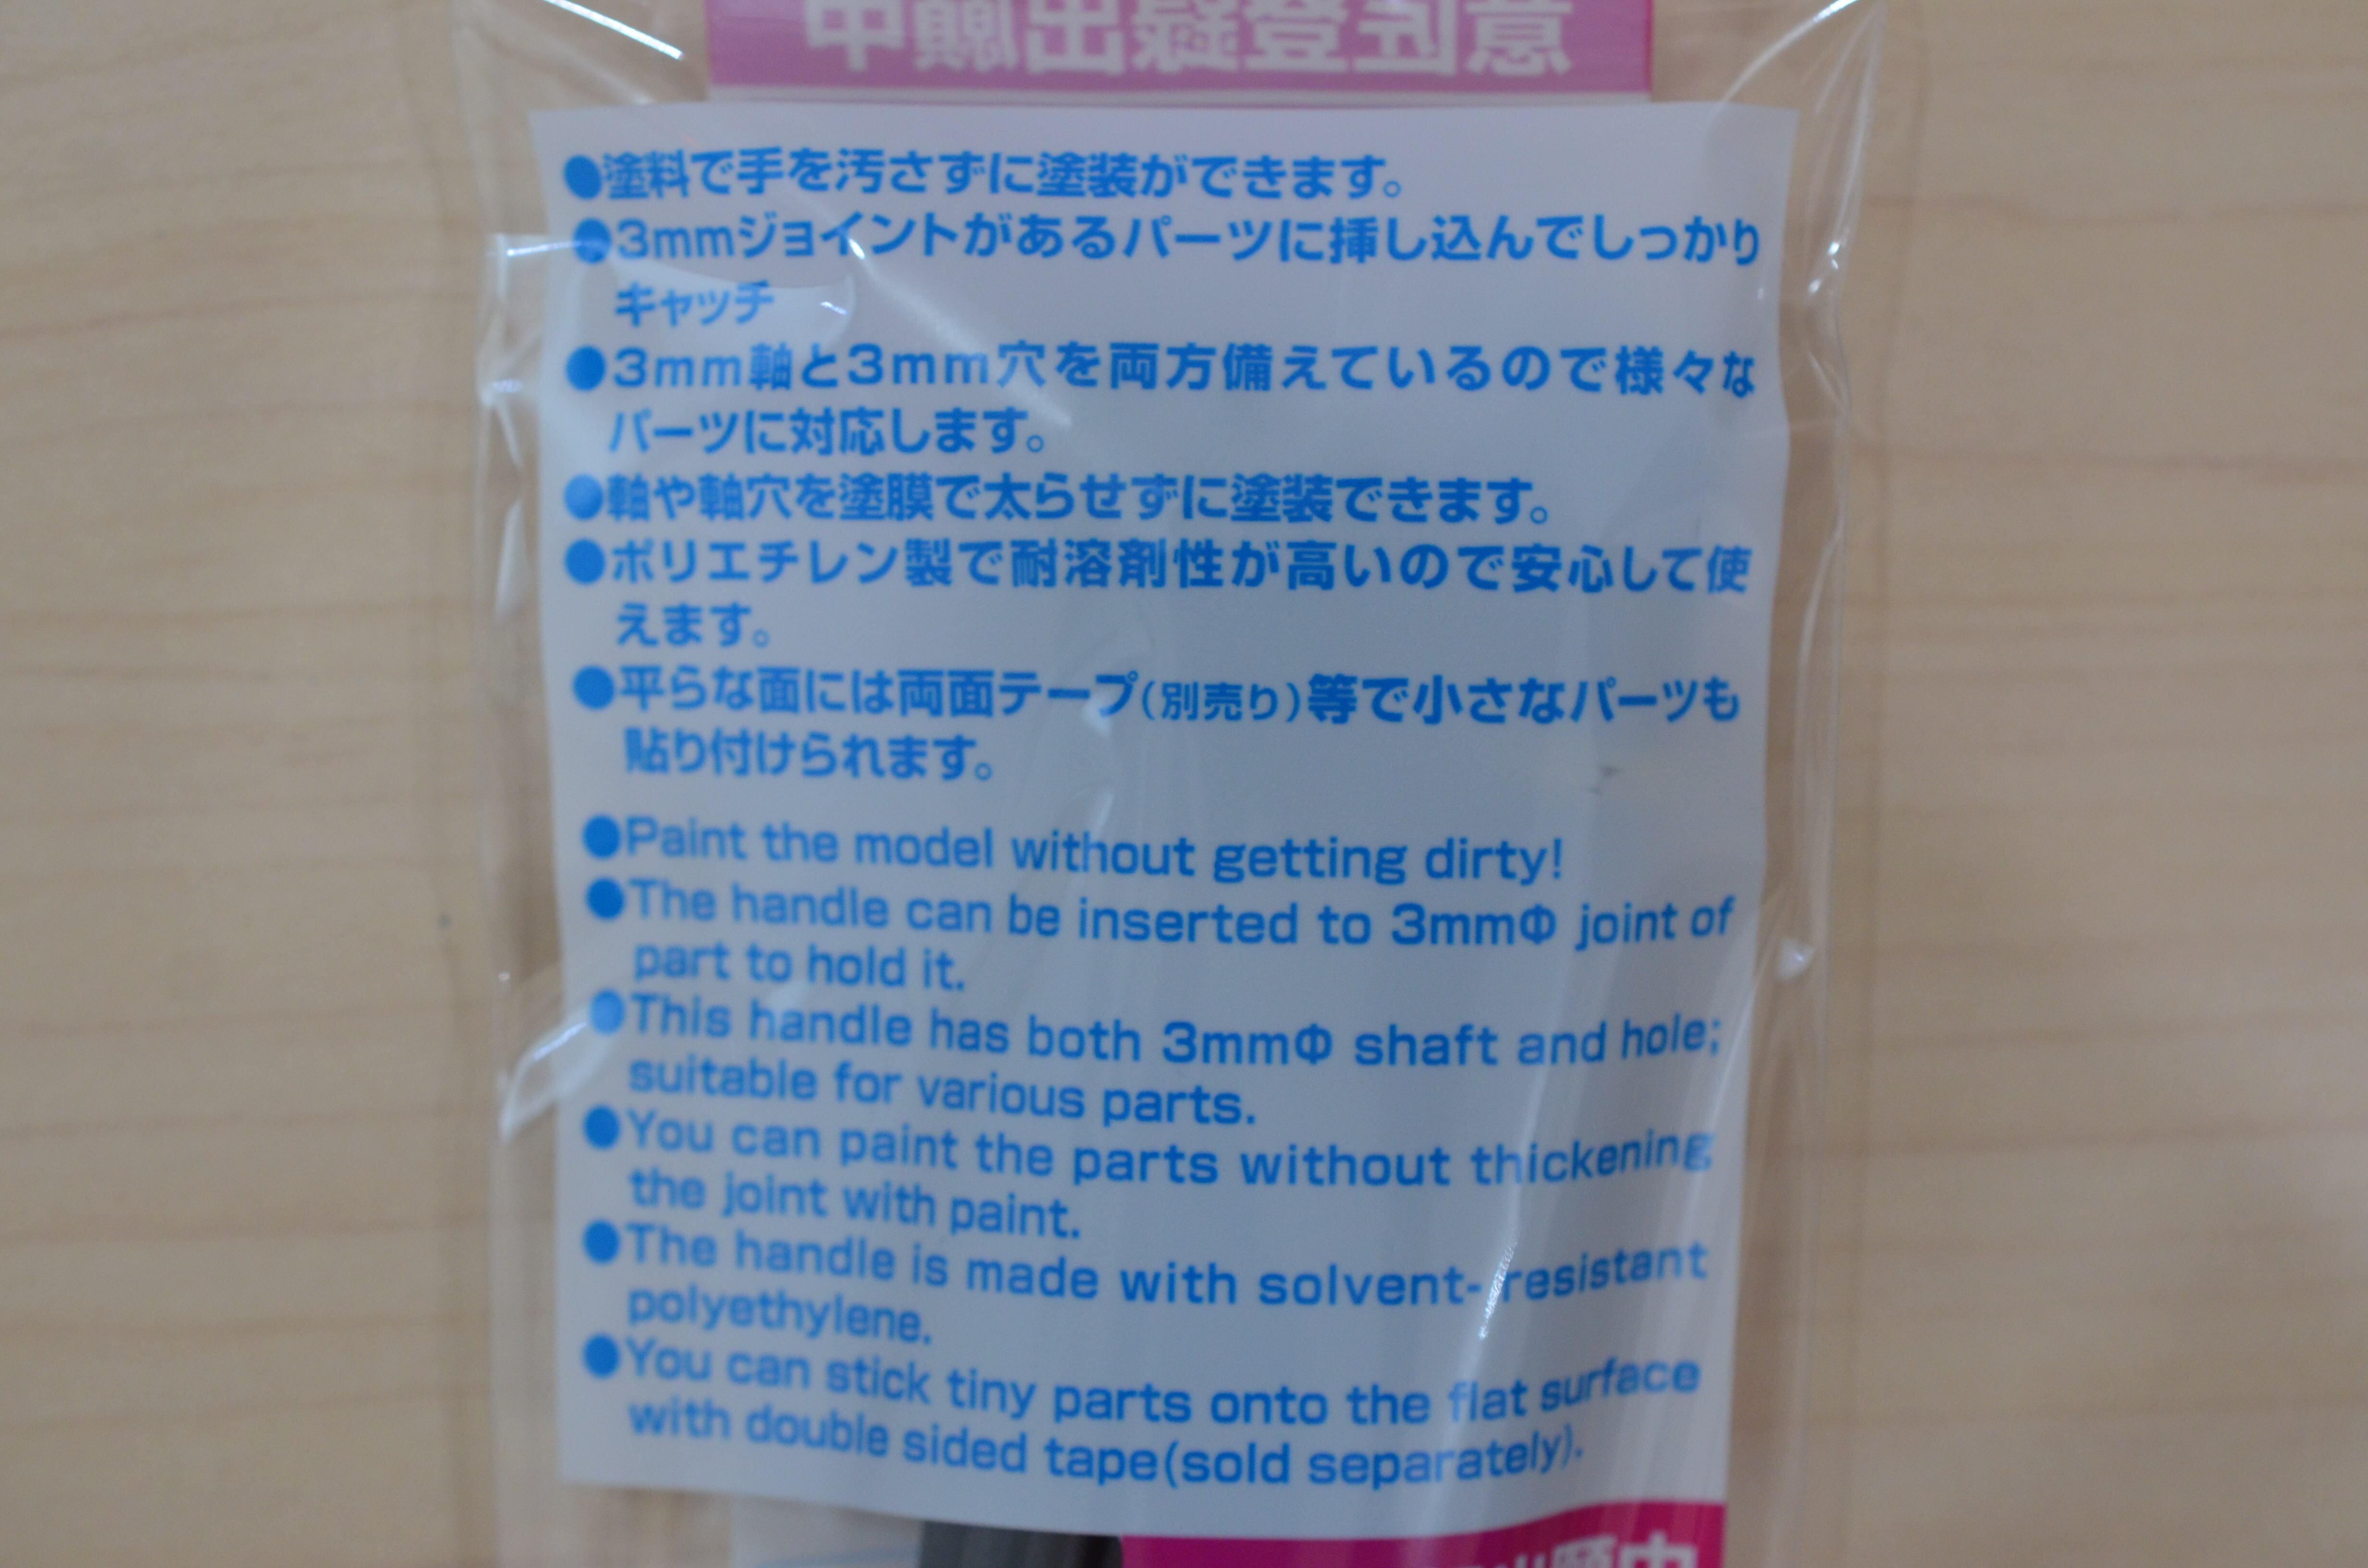 意匠登録出願中
●塗料で手を汚さずに塗装ができます。
●3mmジョイントがあるパーツに挿し込んでしっかり
キャッチ
●3mm軸と3mm穴を両方備えているので様々な
パーツに対応します。
●軸や軸穴を塗膜で太らせずに塗装できます。
●ポリエチレン製で耐溶剤性が高いので安心して使
えます。
●平らな面には両面テープ(別売り)等で小さなパーツも
貼り付けられます。
●Paint the model without getting dirty!
●The handle can be inserted to 3mmΦ joint of
part to hold it.
●This handle has both 3mmΦ shaft and hole;
suitable for various parts.
●You can paint the parts without thickening
the joint with paint.
●The handle is made with solvent- resistant
polyethylene.
●You can stick tiny parts onto the flat surface
with double sided tape(sold separately).